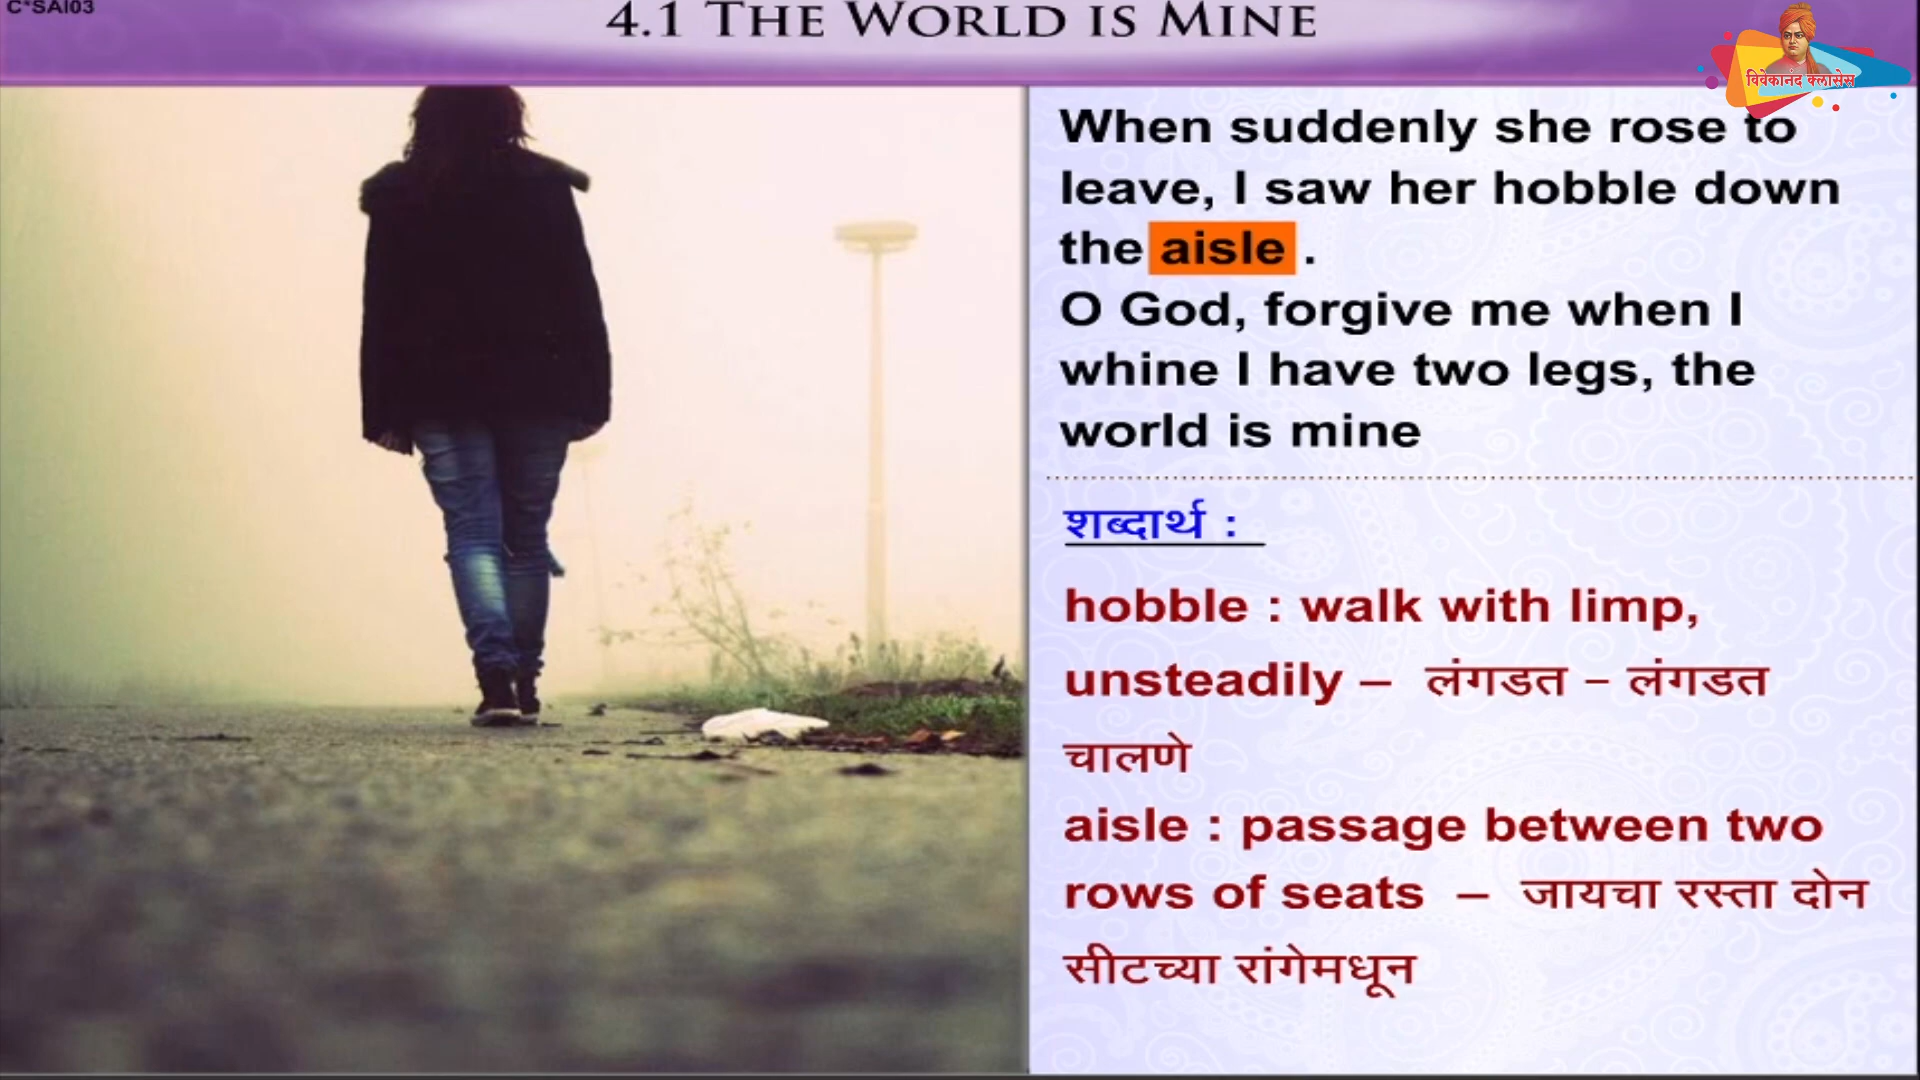 C*SAI03
4.1 THE WORLD IS MINE
विवेकानंद क्लासेस
When suddenly she rose to
leave, I saw her hobble down
the aisle .
O God, forgive me when I
whine I have two legs, the
world is mine
शब्दार्थ :
hobble : walk with limp,
unsteadily – लंगडत – लंगडत
चालणे
aisle : passage between two
rows of seats – जायचा रस्ता दोन
सीटच्या रांगेमधून